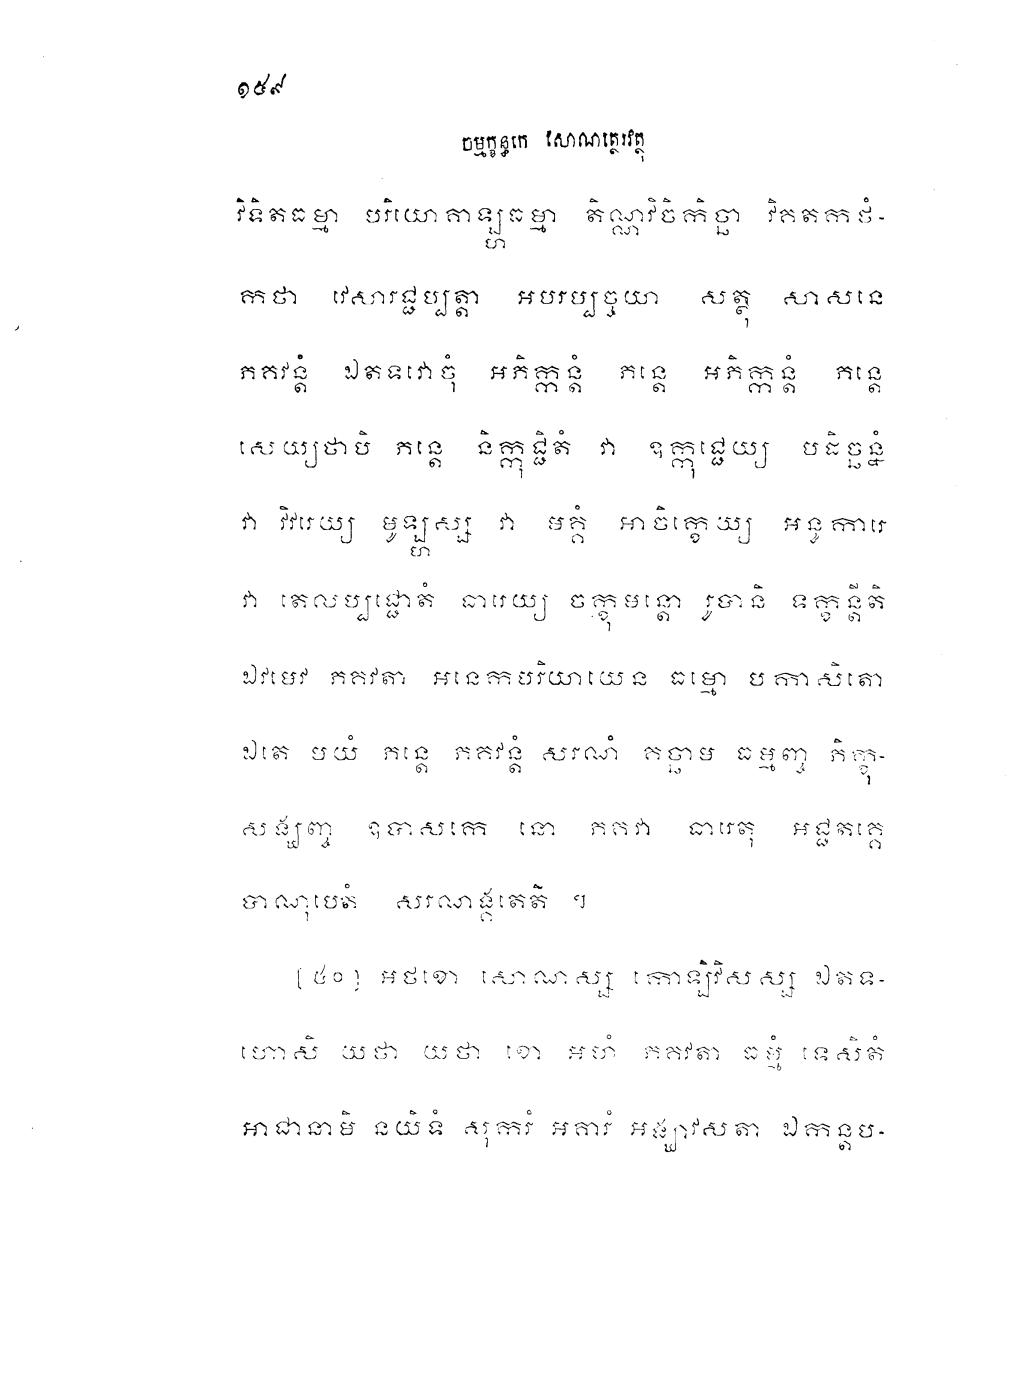 ១៥៩
ចម្មក្ខន្ធកេ សោណត្ថេរវត្ថុ
វិទិតធម្មា បរិយោគាឡ្ហធម្មា តិណ្ណវិចិកិច្ឆា វិគតកថំ-
កថា វេសារជ្ជប្បត្តា អបរប្បច្ចយា សត្ថុ សាសនេ
ភគវន្តំ ឯតទវោចុំ អភិក្កន្តំ ភន្តេ អភិក្កន្តំ ភន្តេ
សេយ្យថាបិ ភន្តេ និក្កុជ្ជិតំ វា ឧក្កុជ្ជេយ្យ បដិច្ឆន្នំ
វា វិវរេយ្យ មូឡ្ហស្ស វា មគ្គំ អាចិក្ខេយ្យ អន្ធការេ
វា តេលប្បជ្ជោតំ ធារេយ្យ ចក្ខុមន្តោ រូបានិ ទក្ខន្តីតិ
ឯវមេវ ភគវតា អនេកបរិយាយេន ធម្មោ បកាសិតោ
ឯតេ មយំ ភន្តេ ភគវន្តំ សរណំ គច្ឆាម ធម្មញ្ច ភិក្ខុ-
សង្ឃញ្ច ឧបាសកេ នោ ភគវា ធារេតុ អជ្ជតគ្គេ
បាណុបេតំ សរណង្គតេតិ ។
[៥០] អថខោ សោណស្ស កោឡិវិសស្ស ឯតទ-
ហោសិ យថា យថា ខោ អហំ ភគវតា ធម្មំ ទេសិតំ
អាជានាមិ នយិទំ សុករំ អគារំ អជ្ឈាវសតា ឯកន្តប-